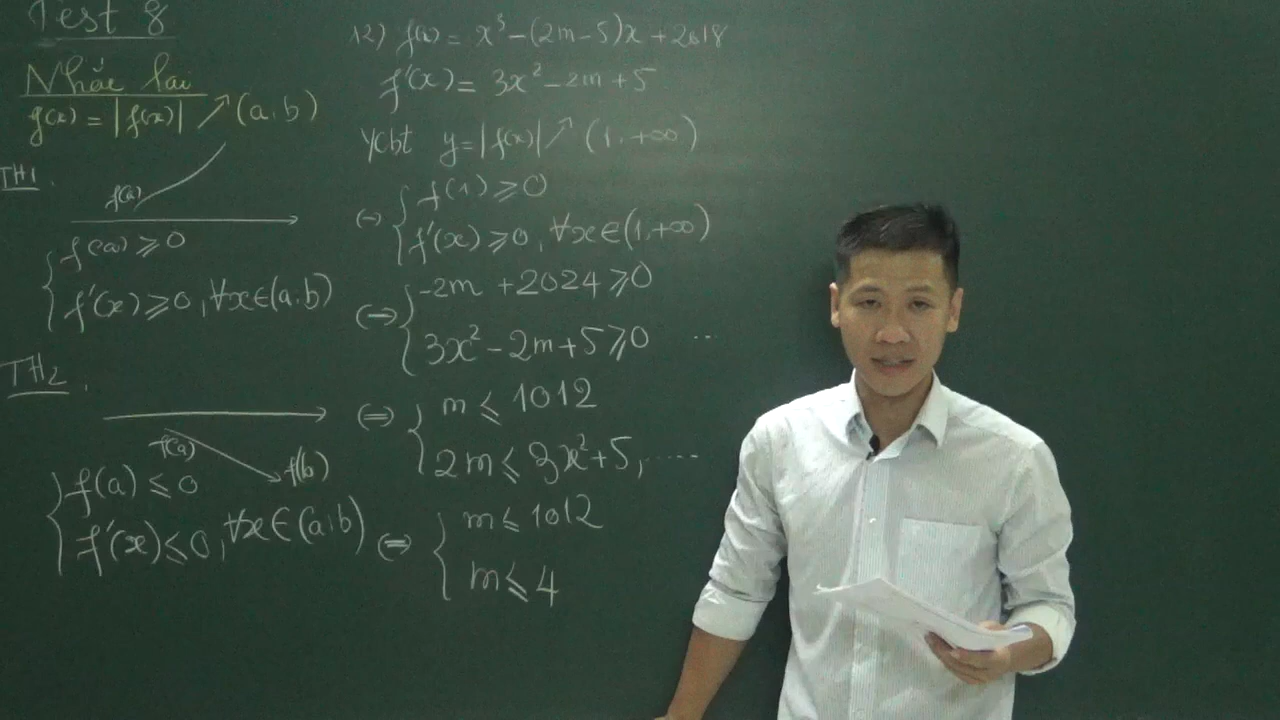 Test 8
Nhắc lại
g(x) = |f(x)| ↗ (a,b)
TH1.
f(a)
{ f(a) ⩾ 0
f'(x) ⩾ 0, ∀x∈(a,b)
TH2.
f(a)
f(b)
{ f(a) ⩽ 0
f'(x) ⩽ 0, ∀x∈(a,b)
12) f(x) = x³-(2m-5)x+2018
f'(x) = 3x²-2m+5
ycbt y=|f(x)| ↗ (1,+∞)
⇔ { f(1) ⩾ 0
f'(x) ⩾ 0, ∀x∈(1,+∞)
⇔ { -2m +2024 ⩾ 0
3x²-2m+5 ⩾ 0 ...
⇔ { m ⩽ 1012
2m ⩽ 3x²+5, .....
⇔ { m ⩽ 1012
m ⩽ 4